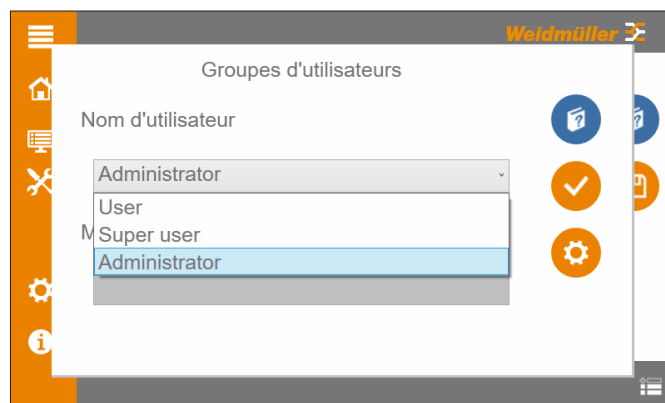 Weidmüller
Groupes d'utilisateurs
Nom d'utilisateur
Administrator
User
M
Super user
Administrator